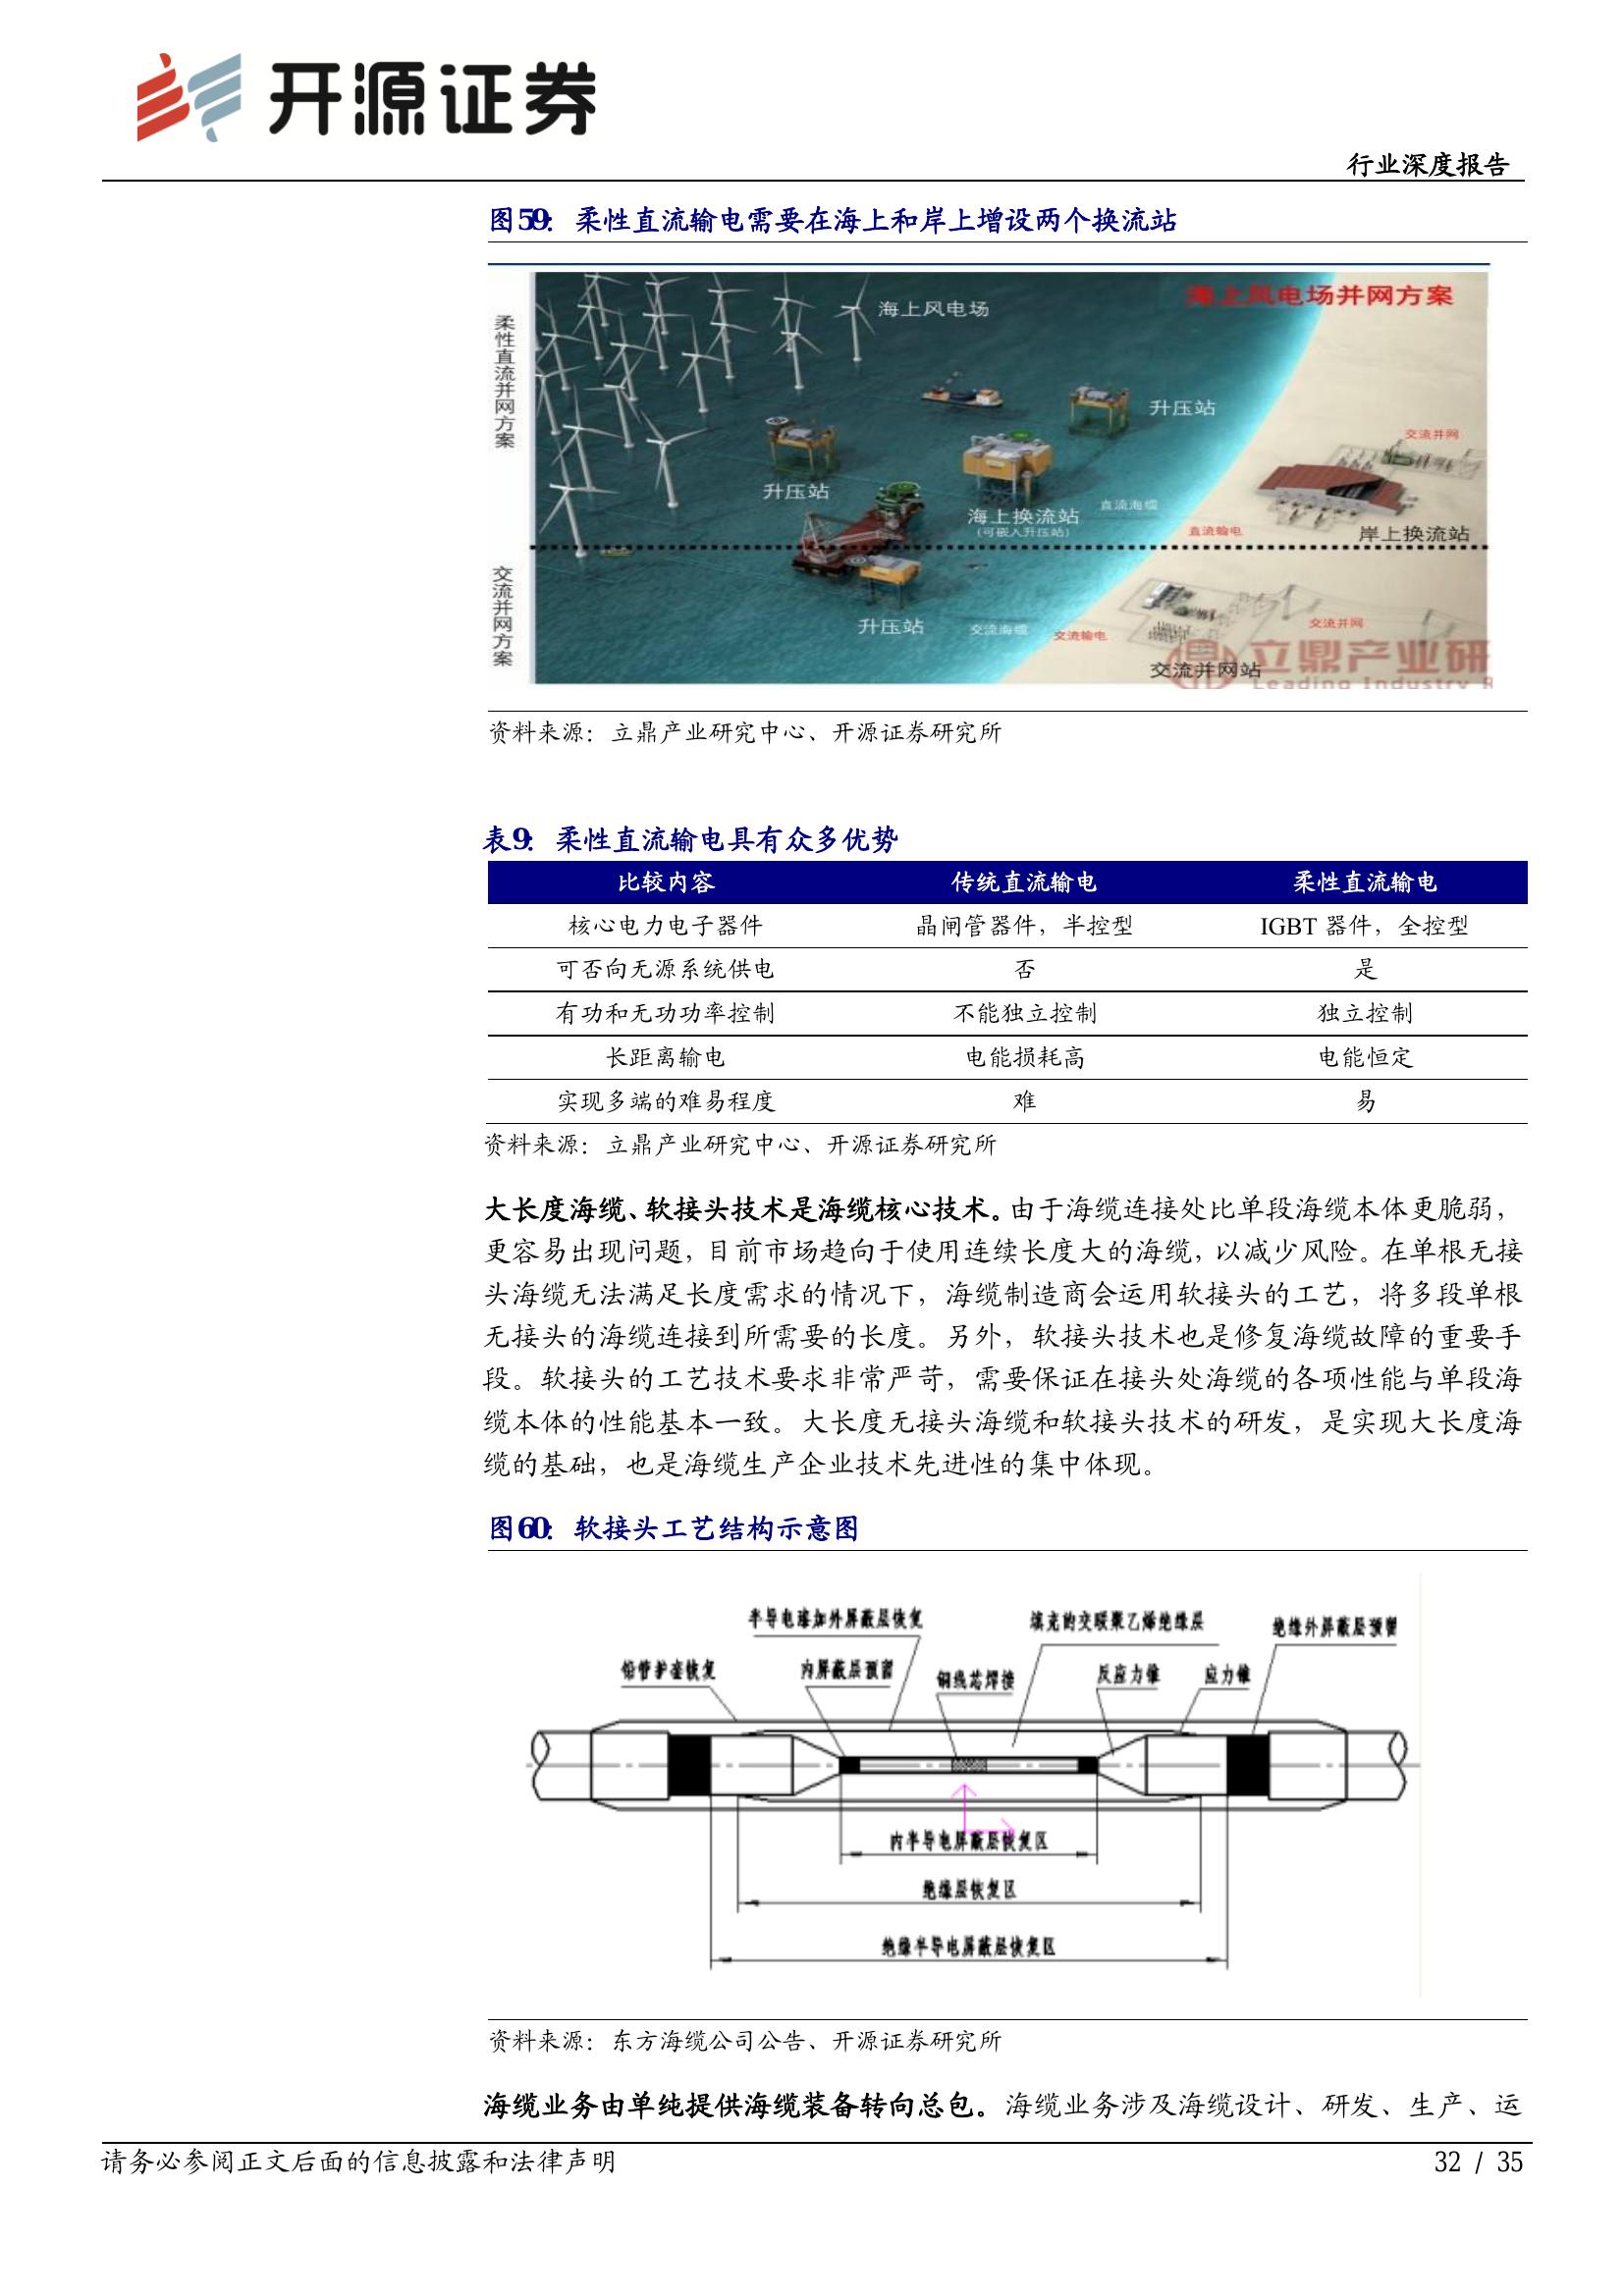 开源证券
行业深度报告
图59：柔性直流输电需要在海上和岸上增设两个换流站
柔性直流并网方案
海上风电场
海上风电场并网方案
升压站
交流并网
升压站
海上换流站
(可嵌入升压站)
直流海缆
直流输电
岸上换流站
交流并网方案
升压站
交流海缆
交流输电
交流并网
交流并网站
立鼎产业研
Leading Industry R
资料来源：立鼎产业研究中心、开源证券研究所
表9：柔性直流输电具有众多优势
比较内容 传统直流输电 柔性直流输电
核心电力电子器件 晶闸管器件，半控型 IGBT 器件，全控型
可否向无源系统供电 否 是
有功和无功功率控制 不能独立控制 独立控制
长距离输电 电能损耗高 电能恒定
实现多端的难易程度 难 易
资料来源：立鼎产业研究中心、开源证券研究所
大长度海缆、软接头技术是海缆核心技术。由于海缆连接处比单段海缆本体更脆弱，
更容易出现问题，目前市场趋向于使用连续长度大的海缆，以减少风险。在单根无接
头海缆无法满足长度需求的情况下，海缆制造商会运用软接头的工艺，将多段单根
无接头的海缆连接到所需要的长度。另外，软接头技术也是修复海缆故障的重要手
段。软接头的工艺技术要求非常严苛，需要保证在接头处海缆的各项性能与单段海
缆本体的性能基本一致。大长度无接头海缆和软接头技术的研发，是实现大长度海
缆的基础，也是海缆生产企业技术先进性的集中体现。
图60：软接头工艺结构示意图
半导电漆加外屏蔽层恢复
填充的交联聚乙烯绝缘层
绝缘外屏蔽层预留
铅管护套恢复
内屏蔽层预留
铜线芯焊接
反应力锥
应力锥
内半导电屏蔽层恢复区
绝缘层恢复区
绝缘半导电屏蔽层恢复区
资料来源：东方海缆公司公告、开源证券研究所
海缆业务由单纯提供海缆装备转向总包。海缆业务涉及海缆设计、研发、生产、运
请务必参阅正文后面的信息披露和法律声明
32 / 35